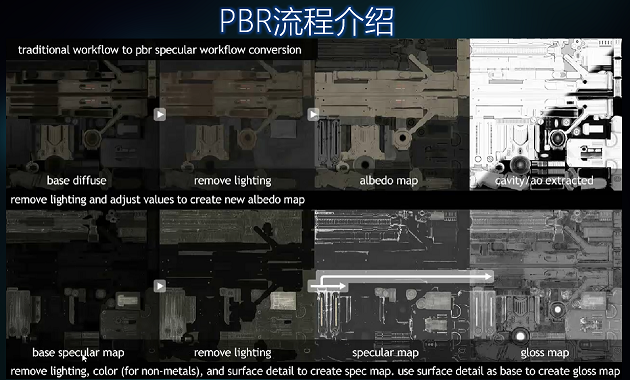 PBR流程介绍
traditional workflow to pbr specular workflow conversion
base diffuse
remove lighting
albedo map
cavity/ao extracted
remove lighting and adjust values to create new albedo map
base specular map
remove lighting
specular map
gloss map
remove lighting, color (for non-metals), and surface detail to create spec map. use surface detail as base to create gloss map